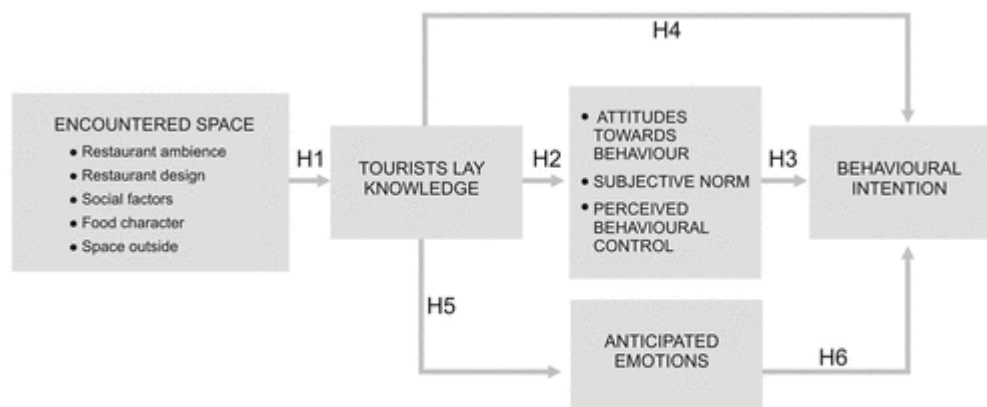 H4
ENCOUNTERED SPACE
● Restaurant ambience
● Restaurant design
● Social factors
● Food character
● Space outside
H1
TOURISTS LAY
KNOWLEDGE
H2
● ATTITUDES
TOWARDS
BEHAVIOUR
● SUBJECTIVE NORM
● PERCEIVED
BEHAVIOURAL
CONTROL
H3
BEHAVIOURAL
INTENTION
H5
ANTICIPATED
EMOTIONS
H6